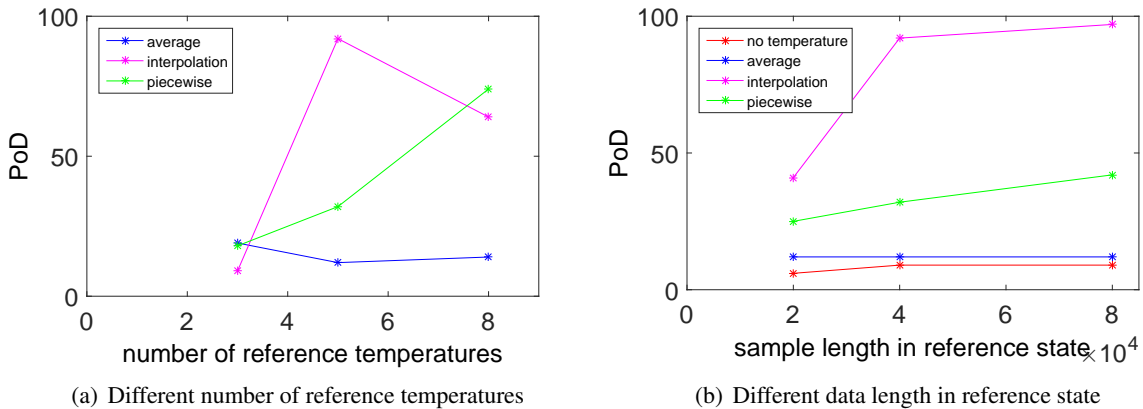 100
50
0
PoD
average
interpolation
piecewise
0 2 4 6 8
number of reference temperatures
(a) Different number of reference temperatures
100
50
0
PoD
no temperature
average
interpolation
piecewise
0 2 4 6 8
sample length in reference state
×10⁴
(b) Different data length in reference state